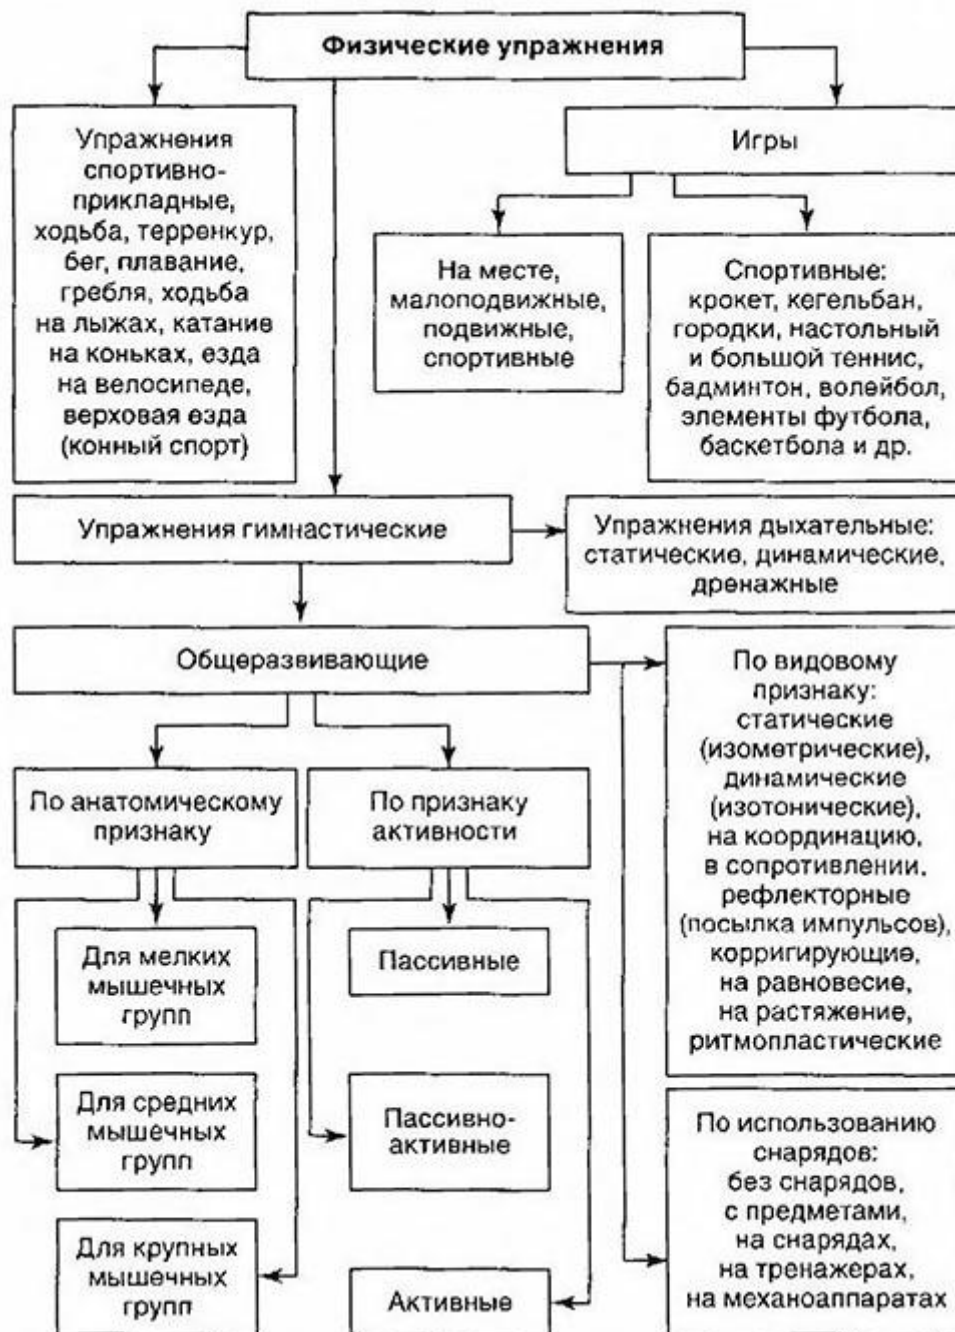 Физические упражнения
Упражнения
спортивно-
прикладные,
ходьба, терренкур,
бег, плавание,
гребля, ходьба
на лыжах, катание
на коньках, езда
на велосипеде,
верховая езда
(конный спорт)
Игры
На месте,
малоподвижные,
подвижные,
спортивные
Спортивные:
крокет, кегельбан,
городки, настольный
и большой теннис,
бадминтон, волейбол,
элементы футбола,
баскетбола и др.
Упражнения гимнастические
Упражнения дыхательные:
статические, динамические,
дренажные
Общеразвивающие
По видовому
признаку:
статические
(изометрические),
динамические
(изотонические),
на координацию,
в сопротивлении,
рефлекторные
(посылка импульсов),
корригирующие,
на равновесие,
на растяжение,
ритмопластические
По анатомическому
признаку
По признаку
активности
Для мелких
мышечных
групп
Пассивные
Для средних
мышечных
групп
Пассивно-
активные
По использованию
снарядов:
без снарядов,
с предметами,
на снарядах,
на тренажерах,
на механоаппаратах
Для крупных
мышечных
групп
Активные